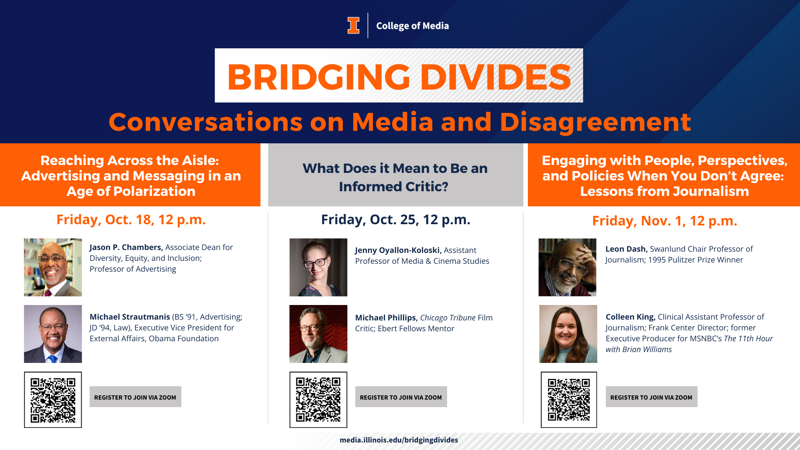 I
College of Media
BRIDGING DIVIDES
Conversations on Media and Disagreement
Reaching Across the Aisle:
Advertising and Messaging in an
Age of Polarization
Friday, Oct. 18, 12 p.m.
Jason P. Chambers, Associate Dean for
Diversity, Equity, and Inclusion;
Professor of Advertising
Michael Strautmanis (BS '91, Advertising;
JD '94, Law), Executive Vice President for
External Affairs, Obama Foundation
REGISTER TO JOIN VIA ZOOM
What Does it Mean to Be an
Informed Critic?
Friday, Oct. 25, 12 p.m.
Jenny Oyallon-Koloski, Assistant
Professor of Media & Cinema Studies
Michael Phillips, Chicago Tribune Film
Critic; Ebert Fellows Mentor
REGISTER TO JOIN VIA ZOOM
Engaging with People, Perspectives,
and Policies When You Don't Agree:
Lessons from Journalism
Friday, Nov. 1, 12 p.m.
Leon Dash, Swanlund Chair Professor of
Journalism; 1995 Pulitzer Prize Winner
Colleen King, Clinical Assistant Professor of
Journalism; Frank Center Director; former
Executive Producer for MSNBC's The 11th Hour
with Brian Williams
REGISTER TO JOIN VIA ZOOM
media.illinois.edu/bridgingdivides